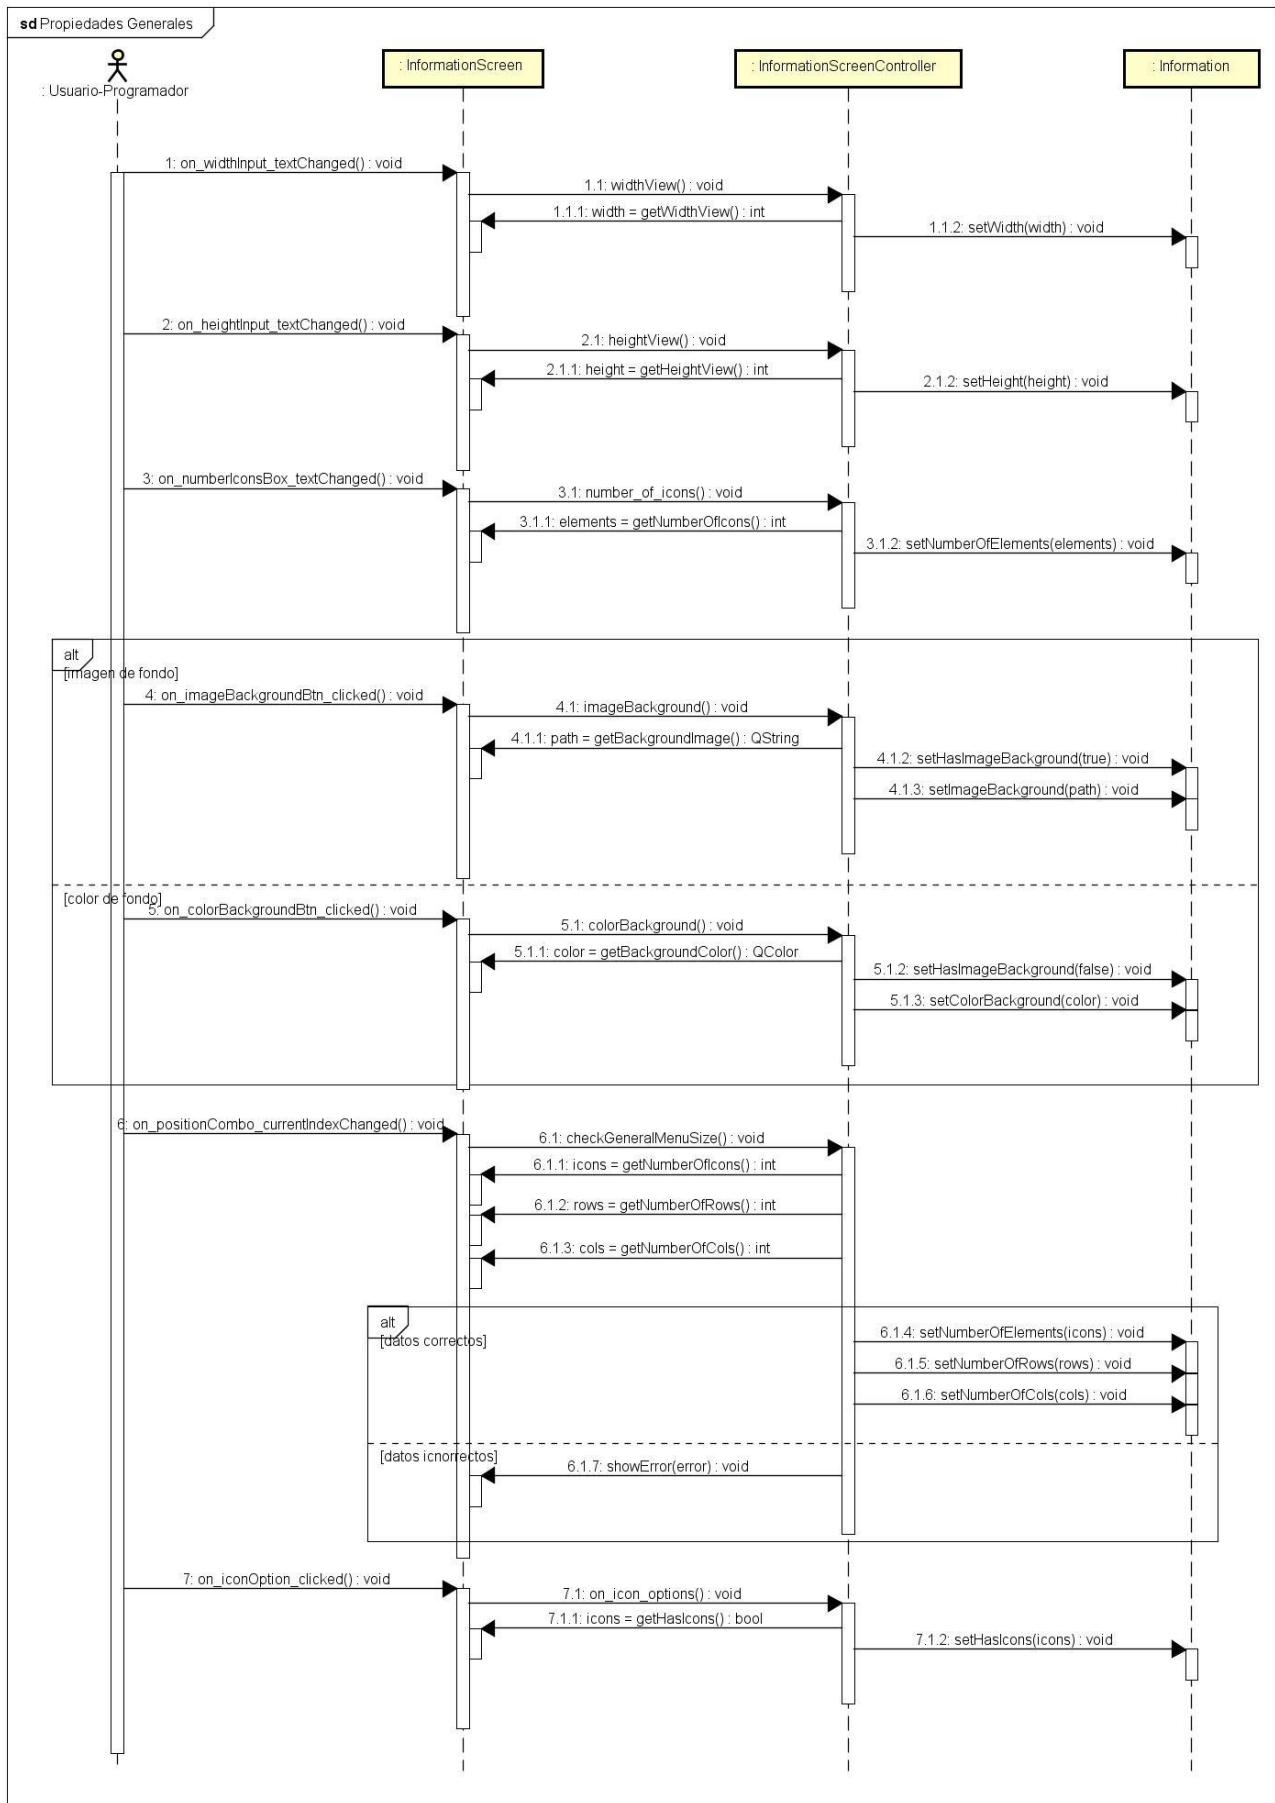 sd Propiedades Generales
: Usuario-Programador
: InformationScreen
: InformationScreenController
: Information
1: on_widthInput_textChanged() : void
1.1: widthView() : void
1.1.1: width = getWidthView() : int
1.1.2: setWidth(width) : void
2: on_heightInput_textChanged() : void
2.1: heightView() : void
2.1.1: height = getHeightView() : int
2.1.2: setHeight(height) : void
3: on_numberIconsBox_textChanged() : void
3.1: number_of_icons() : void
3.1.1: elements = getNumberOfIcons() : int
3.1.2: setNumberOfElements(elements) : void
alt
[imagen de fondo]
4: on_imageBackgroundBtn_clicked() : void
4.1: imageBackground() : void
4.1.1: path = getBackgroundImage() : QString
4.1.2: setHasImageBackground(true) : void
4.1.3: setImageBackground(path) : void
[color de fondo]
5: on_colorBackgroundBtn_clicked() : void
5.1: colorBackground() : void
5.1.1: color = getBackgroundColor() : QColor
5.1.2: setHasImageBackground(false) : void
5.1.3: setColorBackground(color) : void
6: on_positionCombo_currentIndexChanged() : void
6.1: checkGeneralMenuSize() : void
6.1.1: icons = getNumberOfIcons() : int
6.1.2: rows = getNumberOfRows() : int
6.1.3: cols = getNumberOfCols() : int
alt
[datos correctos]
6.1.4: setNumberOfElements(icons) : void
6.1.5: setNumberOfRows(rows) : void
6.1.6: setNumberOfCols(cols) : void
[datos icnorrectos]
6.1.7: showError(error) : void
7: on_iconOption_clicked() : void
7.1: on_icon_options() : void
7.1.1: icons = getHasIcons() : bool
7.1.2: setHasIcons(icons) : void